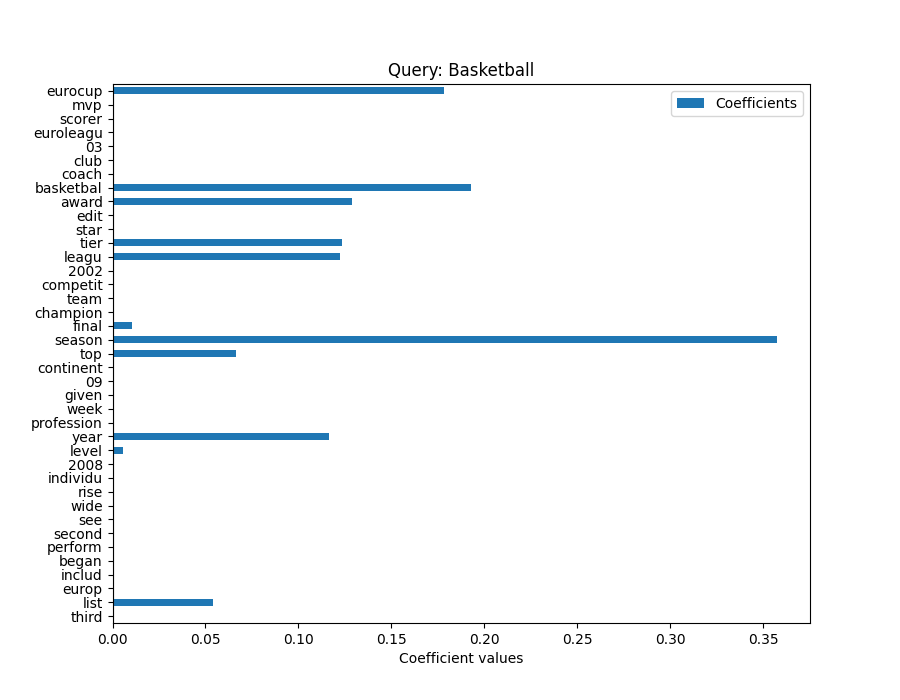 Query: Basketball
Coefficients
eurocup
mvp
scorer
euroleagu
03
club
coach
basketbal
award
edit
star
tier
leagu
2002
competit
team
champion
final
season
top
continent
09
given
week
profession
year
level
2008
individu
rise
wide
see
second
perform
began
includ
europ
list
third
0.00 0.05 0.10 0.15 0.20 0.25 0.30 0.35
Coefficient values